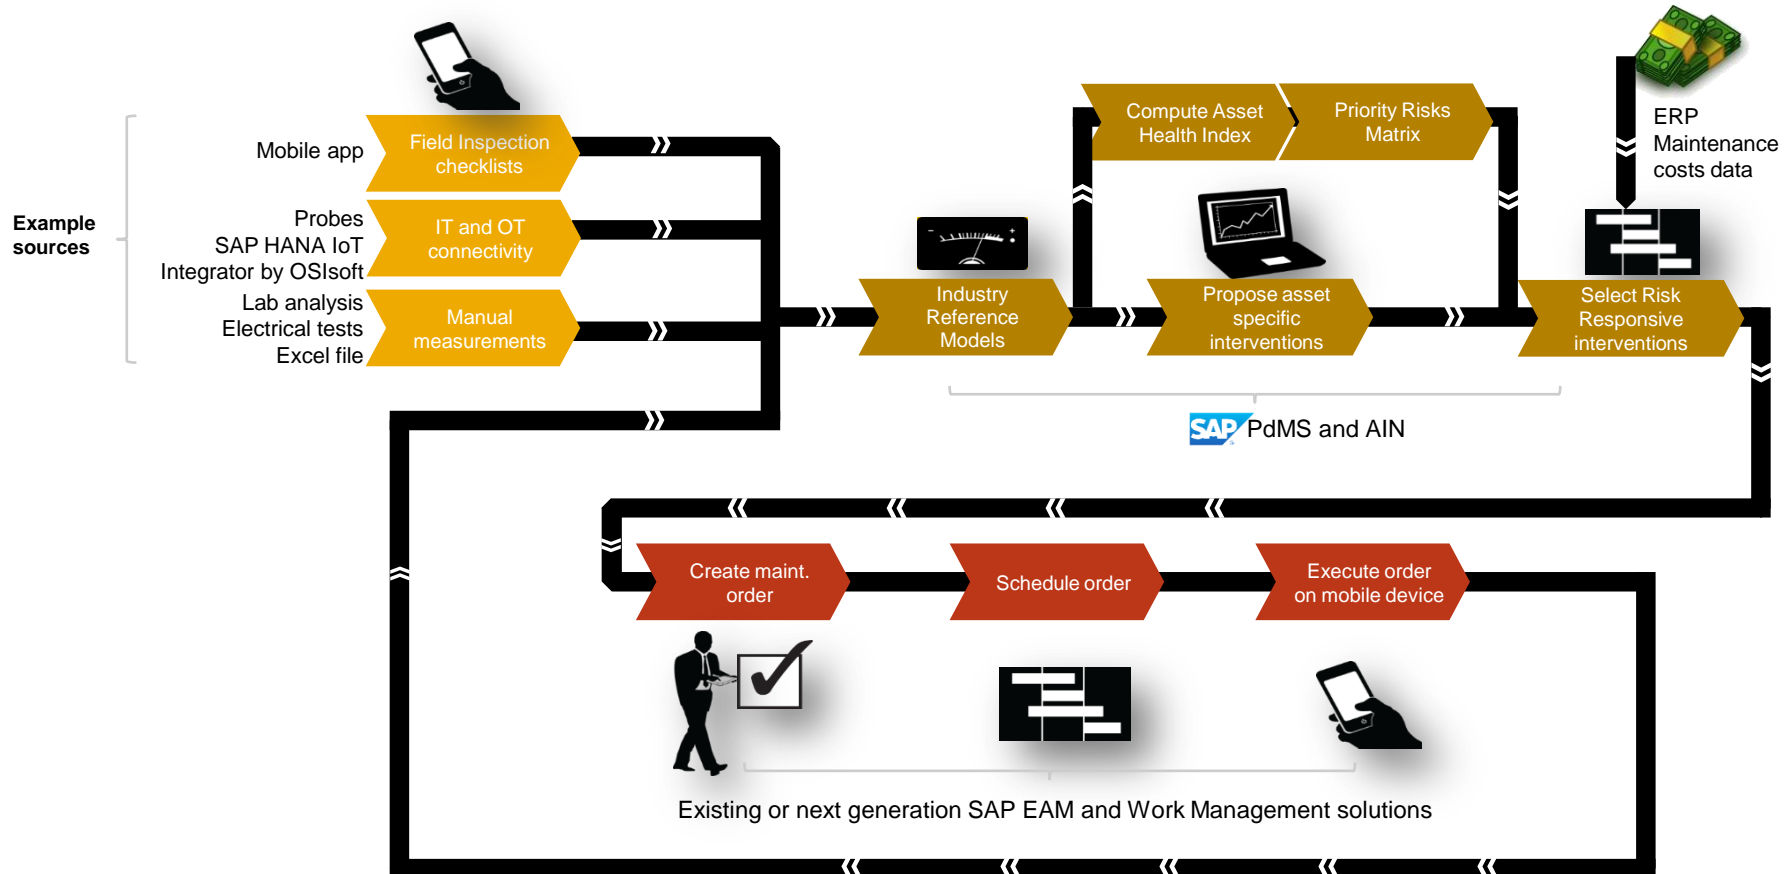 Example
sources
Mobile app
Field Inspection
checklists
Probes
SAP HANA IoT
Integrator by OSIsoft
IT and OT
connectivity
Lab analysis
Electrical tests
Excel file
Manual
measurements
Industry
Reference
Models
Compute Asset
Health Index
Priority Risks
Matrix
Propose asset
specific
interventions
ERP
Maintenance
costs data
Select Risk
Responsive
interventions
SAP PdMS and AIN
Create maint.
order
Schedule order
Execute order
on mobile device
Existing or next generation SAP EAM and Work Management solutions